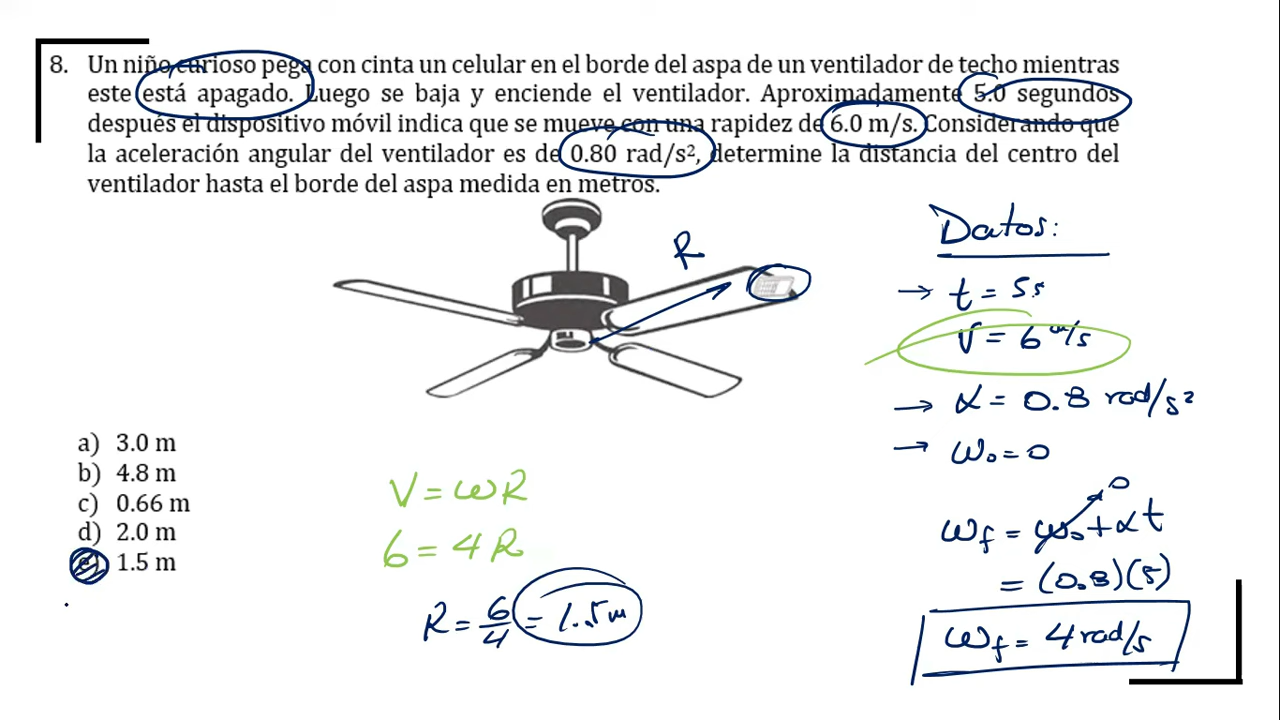 8. Un niño curioso pega con cinta un celular en el borde del aspa de un ventilador de techo mientras
este está apagado. Luego se baja y enciende el ventilador. Aproximadamente 5.0 segundos
después el dispositivo móvil indica que se mueve con una rapidez de 6.0 m/s. Considerando que
la aceleración angular del ventilador es de 0.80 rad/s², determine la distancia del centro del
ventilador hasta el borde del aspa medida en metros.
R
Datos:
→ t = 5s
V = 6 m/s
→ α = 0.8 rad/s²
→ ω₀ = 0
a) 3.0 m
b) 4.8 m
c) 0.66 m
d) 2.0 m
e) 1.5 m
V = ωR
6 = 4R
R = 6/4 = 1.5m
0
ωf = ω₀ + αt
= (0.8)(5)
ωf = 4 rad/s